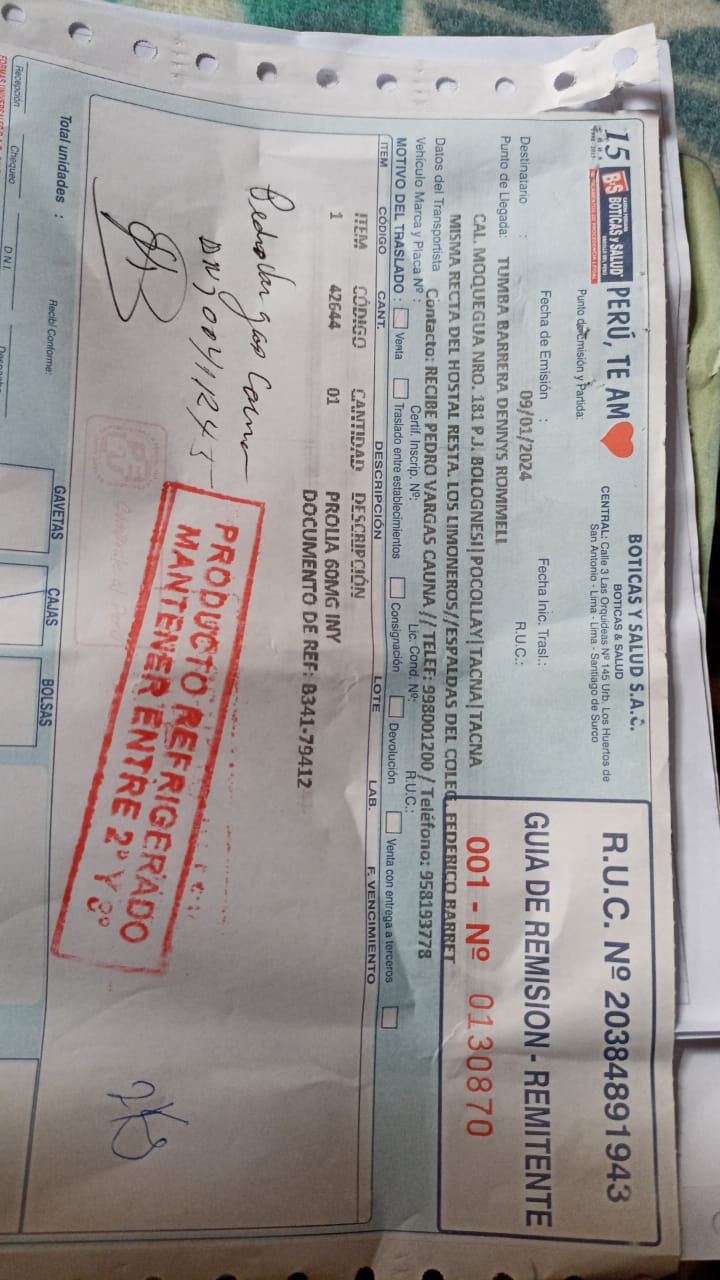 15 B·S BOTICAS Y SALUD PERÚ, TE AM
BOTICAS Y SALUD S.A.C.
BOTICAS & SALUD
CENTRAL: Calle 3 Las Orquideas Nº 145 Urb. Los Huertos de
San Antonio - Lima - Lima - Santiago de Surco
R.U.C. Nº 20384891943
GUIA DE REMISION - REMITENTE
001 - Nº 0130870
Punto de Emisión y Partida:
Fecha de Emisión : 09/01/2024 Fecha Inic. Trasl.:
Destinatario : TUMBA BARRERA DENNYS ROMMELL R.U.C.:
Punto de Llegada: CAL. MOQUEGUA NRO. 181 P.J. BOLOGNESI|POCOLLAY|TACNA|TACNA
MISMA RECTA DEL HOSTAL RESTA. LOS LIMONEROS//ESPALDAS DEL COLEG. FEDERICO BARRET
Datos del Transportista
Contacto: RECIBE PEDRO VARGAS CAUNA // TELEF: 998001200 / Teléfono: 958193778
Vehículo Marca y Placa Nº : Certif. Inscrip. Nº: Lic. Cond. Nº: R.U.C.:
MOTIVO DEL TRASLADO : Venta Traslado entre establecimientos Consignación Devolución Venta con entrega a terceros
ITEM CÓDIGO CANT. DESCRIPCIÓN LOTE LAB. F. VENCIMIENTO
ITEM CÓDIGO CANTIDAD DESCRIPCIÓN
1 42644 01 PROLIA 60MG INY
DOCUMENTO DE REF: B341-79412
Pedro Vargas Cauna
PRODUCTO REFRIGERADO
MANTENER ENTRE 2° Y 8°
Total unidades :
Recibí Conforme:
GAVETAS CAJAS BOLSAS
Recepción Chequeo D.N.I.